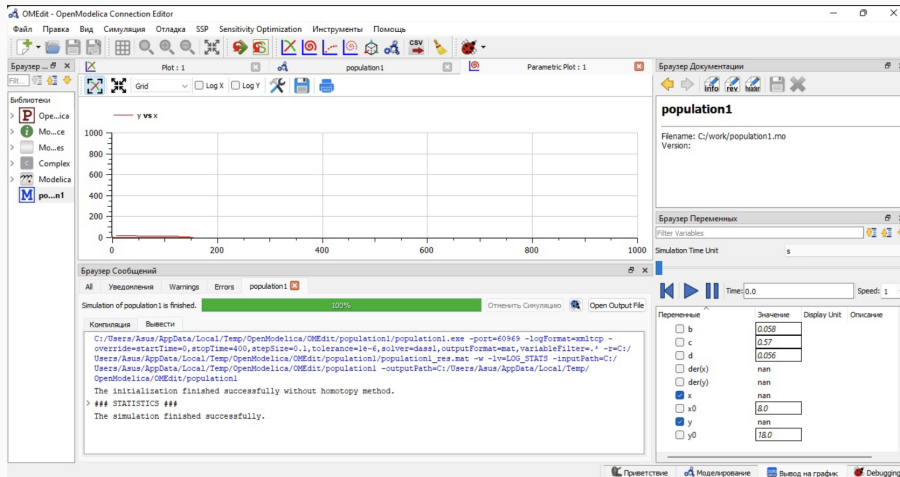 OMEdit - OpenModelica Connection Editor
Файл Правка Вид Симуляция Отладка SSP Sensitivity Optimization Инструменты Помощь
CSV
Браузер ...
Filt...
Библиотеки
P Ope...ica
Mo...ce
Mo...es
C Complex
Modelica
M po...n1
Plot : 1
population1
Parametric Plot : 1
Grid
Log X
Log Y
y vs x
1000
800
600
400
200
0
0 200 400 600 800 1000
Браузер Сообщений
All Уведомления Warnings Errors population1
Simulation of population1 is finished. 100% Отменить Симуляцию Open Output File
Компиляция Вывести
C:/Users/Asus/AppData/Local/Temp/OpenModelica/OMEdit/population1/population1.exe -port=60969 -logFormat=xmltcp -
override=startTime=0,stopTime=400,stepSize=0.1,tolerance=1e-6,solver=dassl,outputFormat=mat,variableFilter=.* -r=C:/
Users/Asus/AppData/Local/Temp/OpenModelica/OMEdit/population1/population1_res.mat -w -lv=LOG_STATS -inputPath=C:/
Users/Asus/AppData/Local/Temp/OpenModelica/OMEdit/population1 -outputPath=C:/Users/Asus/AppData/Local/Temp/
OpenModelica/OMEdit/population1
The initialization finished successfully without homotopy method.
### STATISTICS ###
The simulation finished successfully.
Браузер Документации
info rev head
population1
Filename: C:/work/population1.mo
Version:
Браузер Переменных
Filter Variables
Simulation Time Unit s
Time: 0.0 Speed: 1
Переменные Значение Display Unit Описание
b 0.058
c 0.57
d 0.056
der(x) nan
der(y) nan
x nan
x0 8.0
y nan
y0 18.0
Приветствие Моделирование Вывод на график Debugging